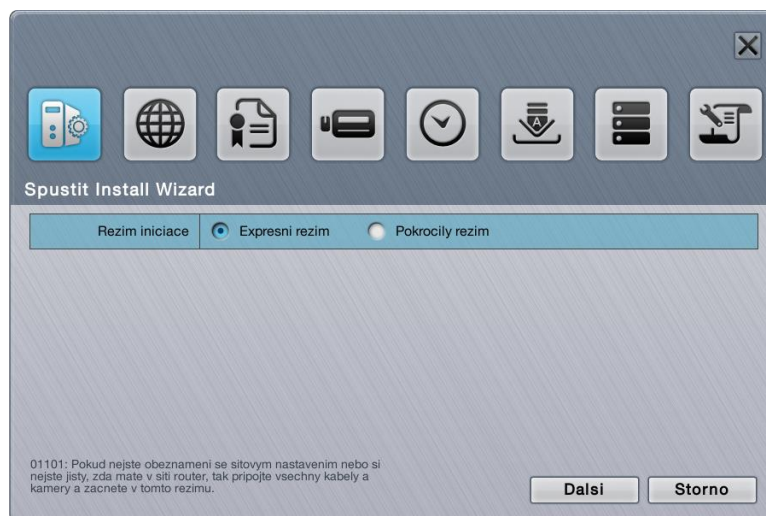 Spustit Install Wizard
Rezim iniciace Expresni rezim Pokrocily rezim
01101: Pokud nejste obeznameni se sitovym nastavenim nebo si
nejste jisty, zda mate v siti router, tak pripojte vsechny kabely a
kamery a zacnete v tomto rezimu.
Dalsi Storno